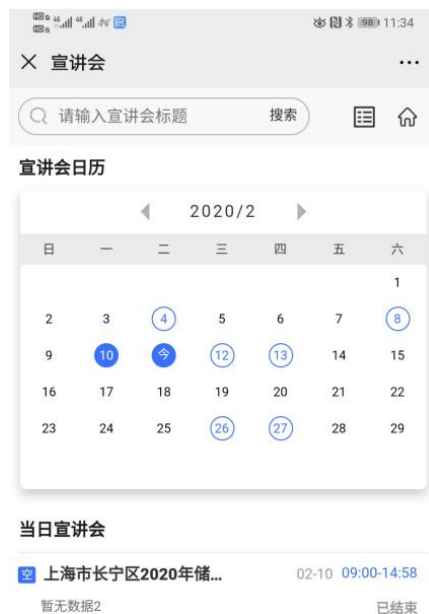 11:34
宣讲会
请输入宣讲会标题 搜索
宣讲会日历
2020/2
日 一 二 三 四 五 六
1
2 3 4 5 6 7 8
9 10 今 12 13 14 15
16 17 18 19 20 21 22
23 24 25 26 27 28 29
当日宣讲会
空 上海市长宁区2020年储... 02-10 09:00-14:58
暂无数据2 已结束